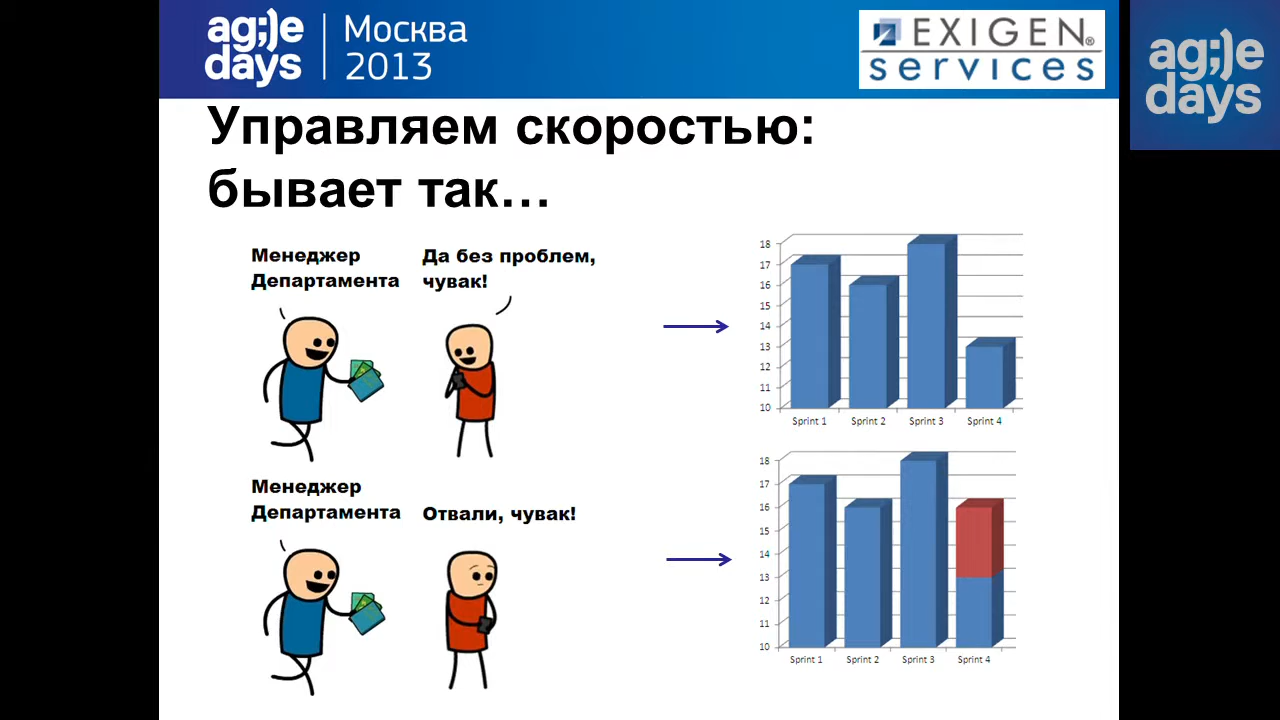 ag;)e
days
Москва
2013
EXIGEN®
services
ag;)e
days
Управляем скоростью:
бывает так...
Менеджер
Департамента
Да без проблем,
чувак!
18
17
16
15
14
13
12
11
10
Sprint 1
Sprint 2
Sprint 3
Sprint 4
Менеджер
Департамента
Отвали, чувак!
18
17
16
15
14
13
12
11
10
Sprint 1
Sprint 2
Sprint 3
Sprint 4